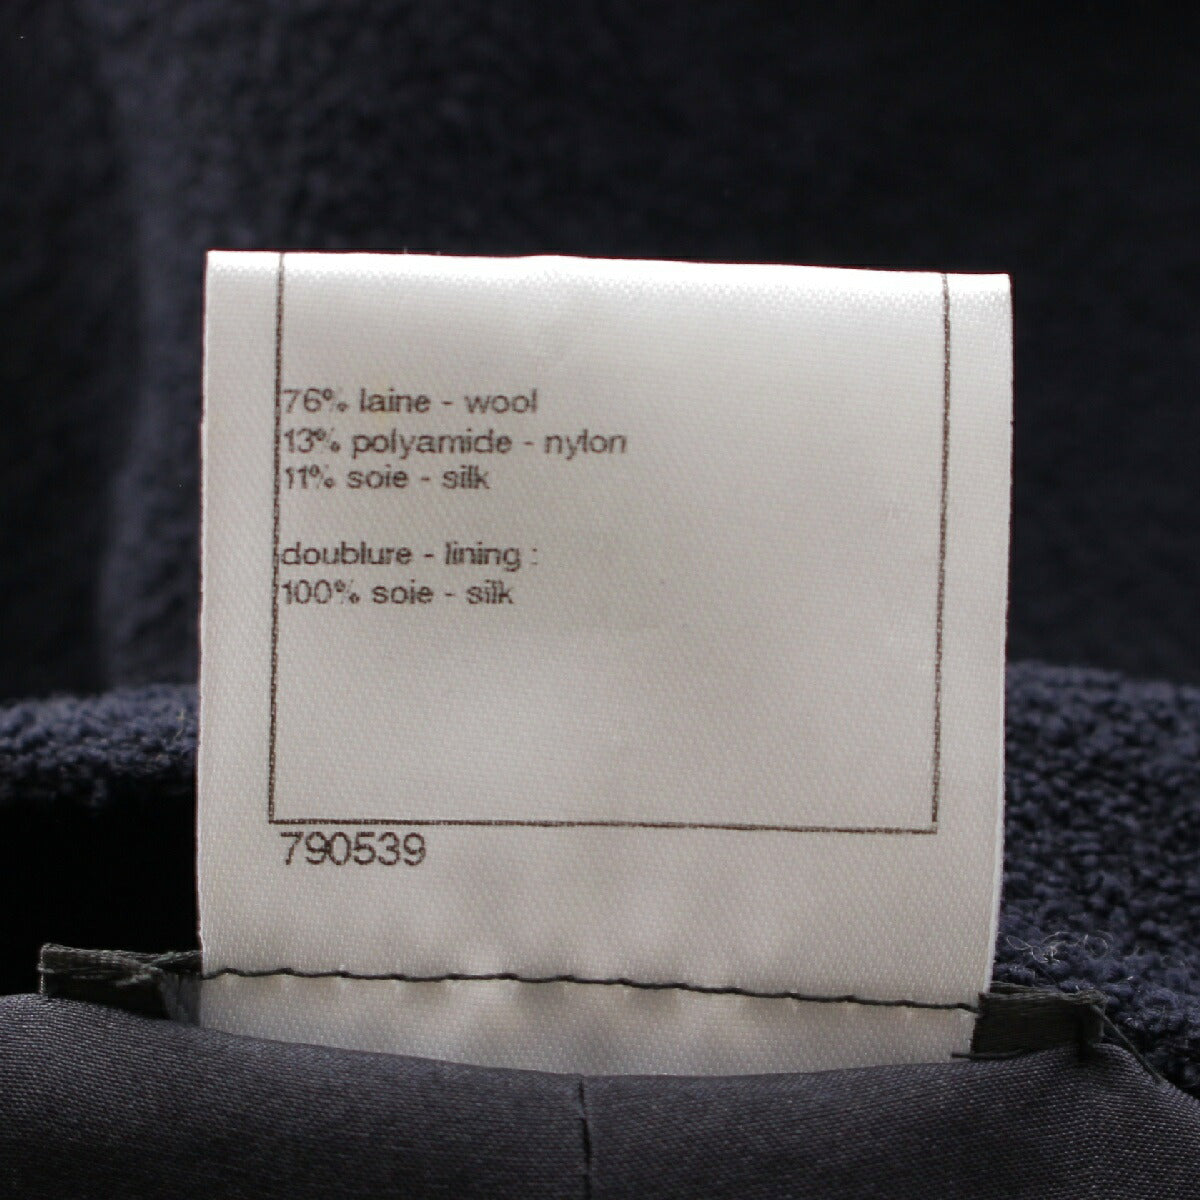 76% laine - wool
13% polyamide - nylon
11% soie - silk
doublure - lining :
100% soie - silk
790539